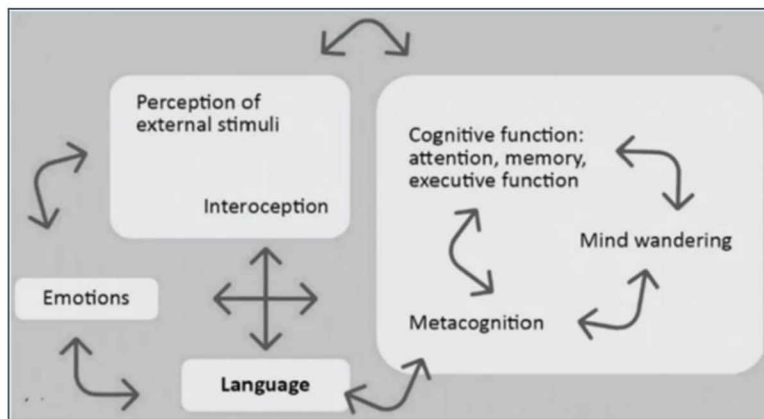 Perception of
external stimuli
Interoception
Cognitive function:
attention, memory,
executive function
Mind wandering
Metacognition
Emotions
Language